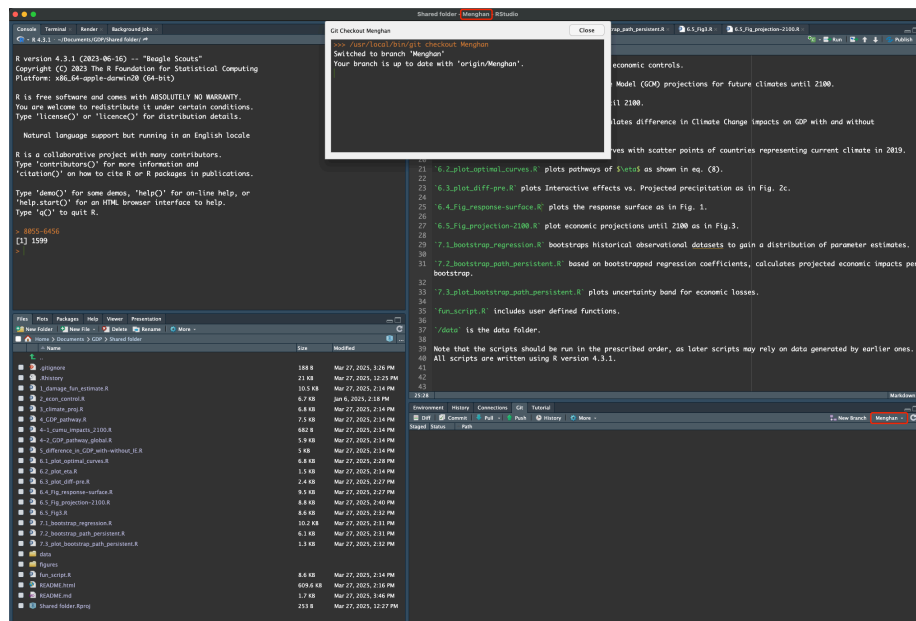 Shared folder - Menghan - RStudio
Console Terminal Render Background Jobs
R 4.3.1 · ~/Documents/GDP/Shared folder/
R version 4.3.1 (2023-06-16) -- "Beagle Scouts"
Copyright (C) 2023 The R Foundation for Statistical Computing
Platform: x86_64-apple-darwin20 (64-bit)
R is free software and comes with ABSOLUTELY NO WARRANTY.
You are welcome to redistribute it under certain conditions.
Type 'license()' or 'licence()' for distribution details.
Natural language support but running in an English locale
R is a collaborative project with many contributors.
Type 'contributors()' for more information and
'citation()' on how to cite R or R packages in publications.
Type 'demo()' for some demos, 'help()' for on-line help, or
'help.start()' for an HTML browser interface to help.
Type 'q()' to quit R.
> 8055-6456
[1] 1599
>
Git Checkout Menghan
Close
>>> /usr/local/bin/git checkout Menghan
Switched to branch 'Menghan'
Your branch is up to date with 'origin/Menghan'.
rap_path_persistent.R 6.5_Fig3.R 6.5_Fig_projection-2100.R
Run Publish
economic controls.
Model (GCM) projections for future climates until 2100.
il 2100.
lates difference in Climate Change impacts on GDP with and without
ves with scatter points of countries representing current climate in 2019.
20
21 `6.2_plot_optimal_curves.R` plots pathways of $\eta$ as shown in eq. (8).
22
23 `6.3_plot_diff-pre.R` plots Interactive effects vs. Projected precipitation as in Fig. 2c.
24
25 `6.4_Fig_response-surface.R` plots the response surface as in Fig. 1.
26
27 `6.5_Fig_projection-2100.R` plot economic projections until 2100 as in Fig.3.
28
29 `7.1_bootstrap_regression.R` bootstraps historical observational datasets to gain a distribution of parameter estimates.
30
31 `7.2_bootstrap_path_persistent.R` based on bootstrapped regression coefficients, calculates projected economic impacts per
bootstrap.
32
33 `7.3_plot_bootstrap_path_persistent.R` plots uncertainty band for economic losses.
34
35 `fun_script.R` includes user defined functions.
36
37 `/data` is the data folder.
38
39 Note that the scripts should be run in the prescribed order, as later scripts may rely on data generated by earlier ones.
40 All scripts are written using R version 4.3.1.
41
42
43
25:28 Markdown
Files Plots Packages Help Viewer Presentation
New Folder New File Delete Rename More
Home > Documents > GDP > Shared folder
Name Size Modified
..
.gitignore 188 B Mar 27, 2025, 3:26 PM
.Rhistory 21 KB Mar 27, 2025, 12:25 PM
1_damage_fun_estimate.R 10.5 KB Mar 27, 2025, 2:14 PM
2_econ_control.R 6.7 KB Jan 6, 2025, 2:18 PM
3_climate_proj.R 6.8 KB Mar 27, 2025, 2:14 PM
4_GDP_pathway.R 7.5 KB Mar 27, 2025, 2:14 PM
4-1_cumu_impacts_2100.R 682 B Mar 27, 2025, 2:14 PM
4-2_GDP_pathway_global.R 5.9 KB Mar 27, 2025, 2:14 PM
5_difference_in_GDP_with-without_IE.R 5 KB Mar 27, 2025, 2:14 PM
6.1_plot_optimal_curves.R 6.8 KB Mar 27, 2025, 2:28 PM
6.2_plot_eta.R 1.5 KB Mar 27, 2025, 2:14 PM
6.3_plot_diff-pre.R 2.4 KB Mar 27, 2025, 2:27 PM
6.4_Fig_response-surface.R 9.5 KB Mar 27, 2025, 2:27 PM
6.5_Fig_projection-2100.R 8.8 KB Mar 27, 2025, 2:40 PM
6.5_Fig3.R 8.6 KB Mar 27, 2025, 2:32 PM
7.1_bootstrap_regression.R 10.2 KB Mar 27, 2025, 2:31 PM
7.2_bootstrap_path_persistent.R 6.1 KB Mar 27, 2025, 2:31 PM
7.3_plot_bootstrap_path_persistent.R 1.3 KB Mar 27, 2025, 2:32 PM
data
figures
fun_script.R 8.6 KB Mar 27, 2025, 2:14 PM
README.html 609.6 KB Mar 27, 2025, 2:16 PM
README.md 1.7 KB Mar 27, 2025, 3:46 PM
Shared folder.Rproj 253 B Mar 27, 2025, 12:27 PM
Environment History Connections Git Tutorial
Diff Commit Pull Push History More New Branch Menghan
Staged Status Path